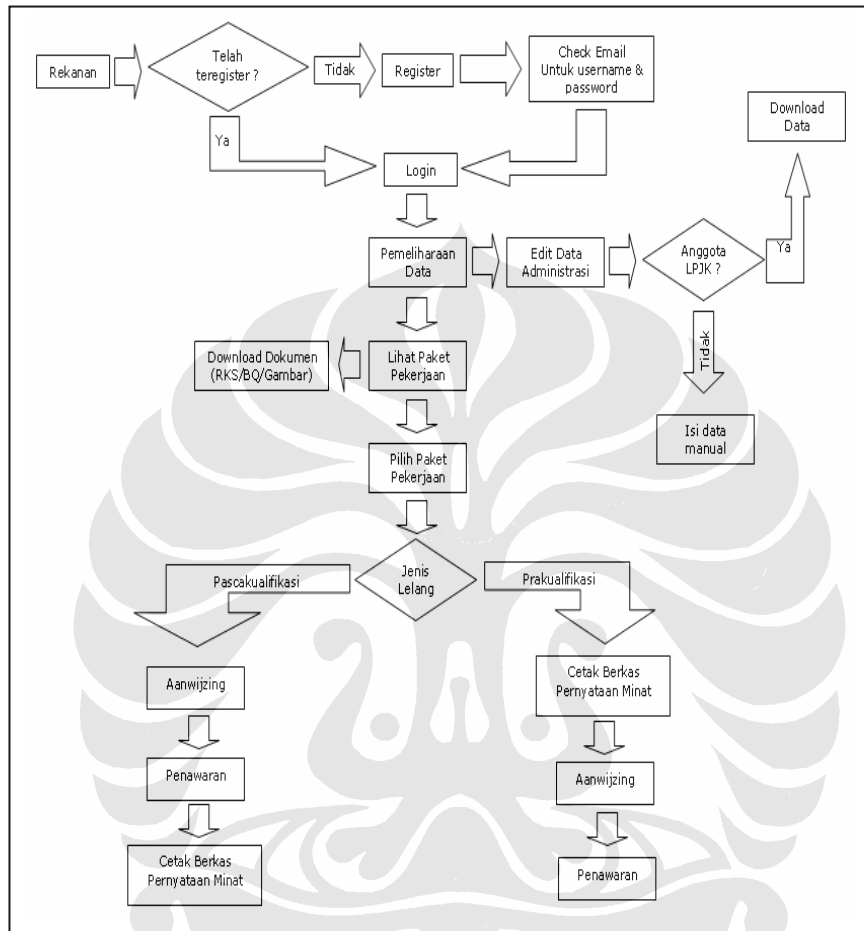 Rekanan
Telah
teregister ?
Tidak
Register
Check Email
Untuk username &
password
Download
Data
Ya
Login
Pemeliharaan
Data
Edit Data
Administrasi
Anggota
LPJK ?
Ya
Download Dokumen
(RKS/BQ/Gambar)
Lihat Paket
Pekerjaan
Tidak
Isi data
manual
Pilih Paket
Pekerjaan
Jenis
Lelang
Pascakualifikasi
Prakualifikasi
Aanwijzing
Penawaran
Cetak Berkas
Pernyataan Minat
Cetak Berkas
Pernyataan Minat
Aanwijzing
Penawaran